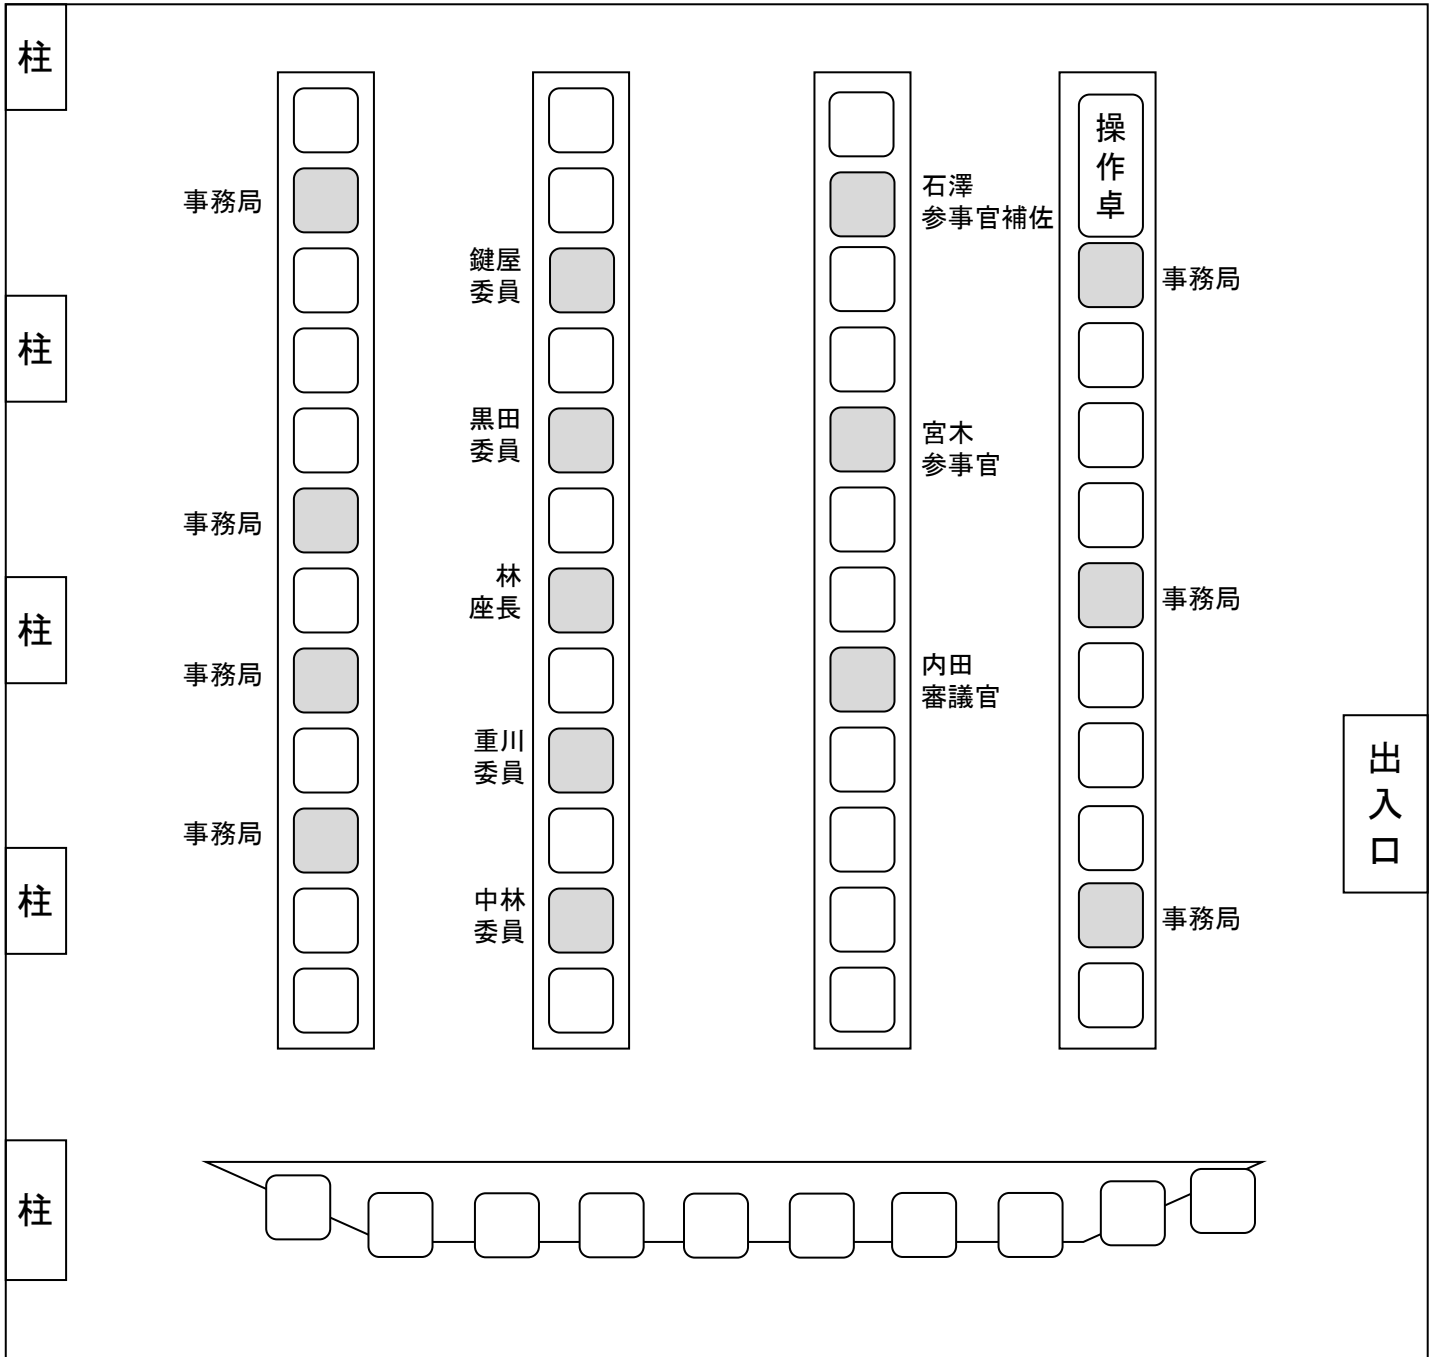 柱
柱
柱
柱
柱
事務局
事務局
事務局
事務局
鍵屋
委員
黒田
委員
林
座長
重川
委員
中林
委員
石澤
参事官補佐
宮木
参事官
内田
審議官
操作卓
事務局
事務局
事務局
出入口